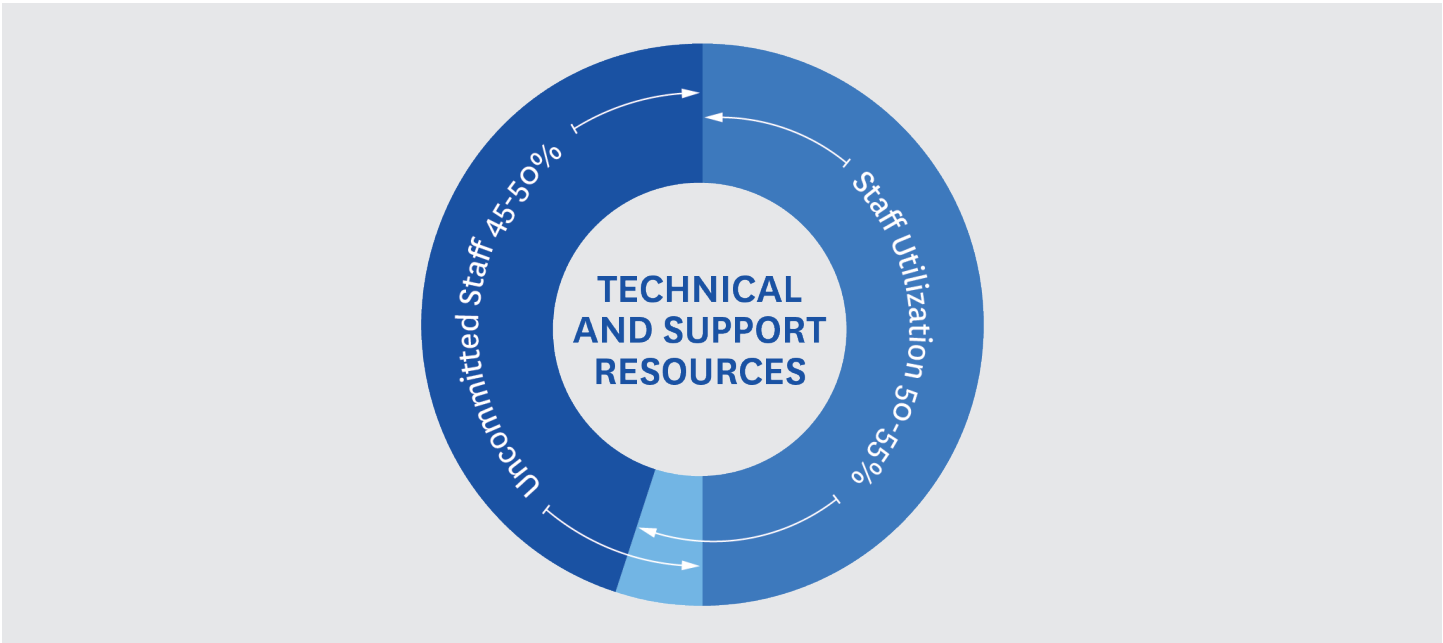 TECHNICAL
AND SUPPORT
RESOURCES
Uncommitted Staff 45-50%
Staff Utilization 50-55%